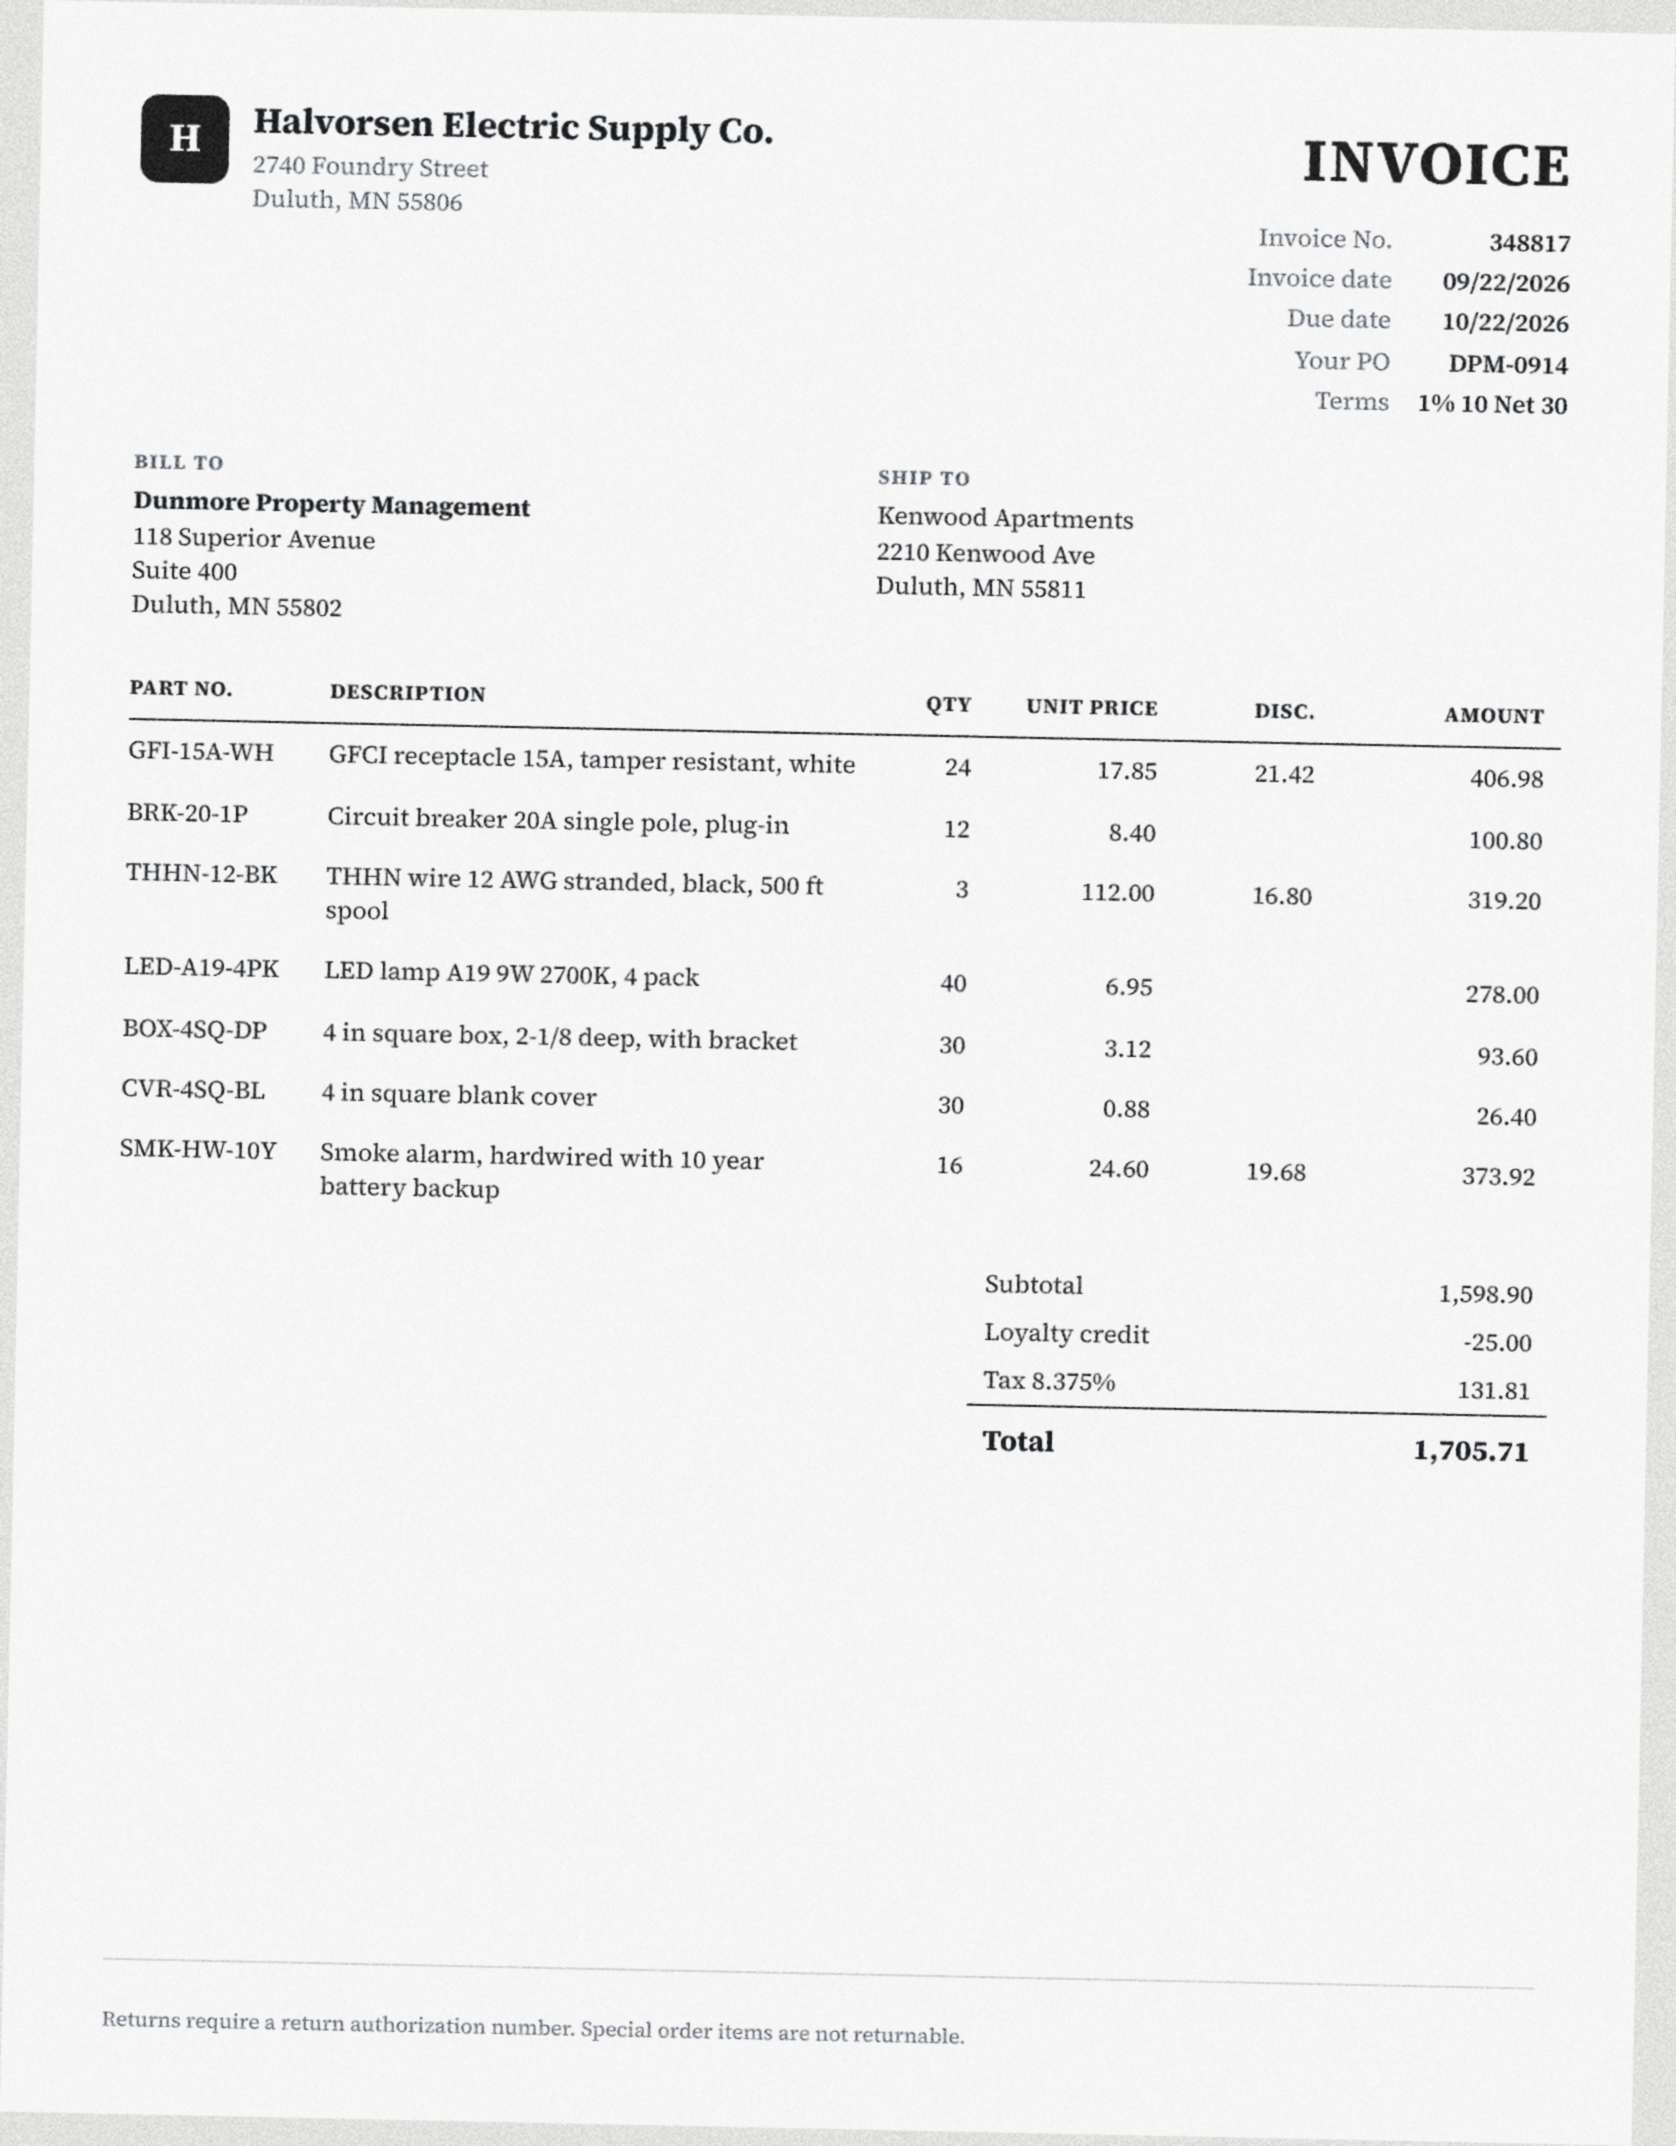 H
Halvorsen Electric Supply Co.
2740 Foundry Street
Duluth, MN 55806
INVOICE
Invoice No. 348817
Invoice date 09/22/2026
Due date 10/22/2026
Your PO DPM-0914
Terms 1% 10 Net 30
BILL TO
Dunmore Property Management
118 Superior Avenue
Suite 400
Duluth, MN 55802
SHIP TO
Kenwood Apartments
2210 Kenwood Ave
Duluth, MN 55811
PART NO. DESCRIPTION QTY UNIT PRICE DISC. AMOUNT
GFI-15A-WH GFCI receptacle 15A, tamper resistant, white 24 17.85 21.42 406.98
BRK-20-1P Circuit breaker 20A single pole, plug-in 12 8.40 100.80
THHN-12-BK THHN wire 12 AWG stranded, black, 500 ft 3 112.00 16.80 319.20
spool
LED-A19-4PK LED lamp A19 9W 2700K, 4 pack 40 6.95 278.00
BOX-4SQ-DP 4 in square box, 2-1/8 deep, with bracket 30 3.12 93.60
CVR-4SQ-BL 4 in square blank cover 30 0.88 26.40
SMK-HW-10Y Smoke alarm, hardwired with 10 year 16 24.60 19.68 373.92
battery backup
Subtotal 1,598.90
Loyalty credit -25.00
Tax 8.375% 131.81
Total 1,705.71
Returns require a return authorization number. Special order items are not returnable.